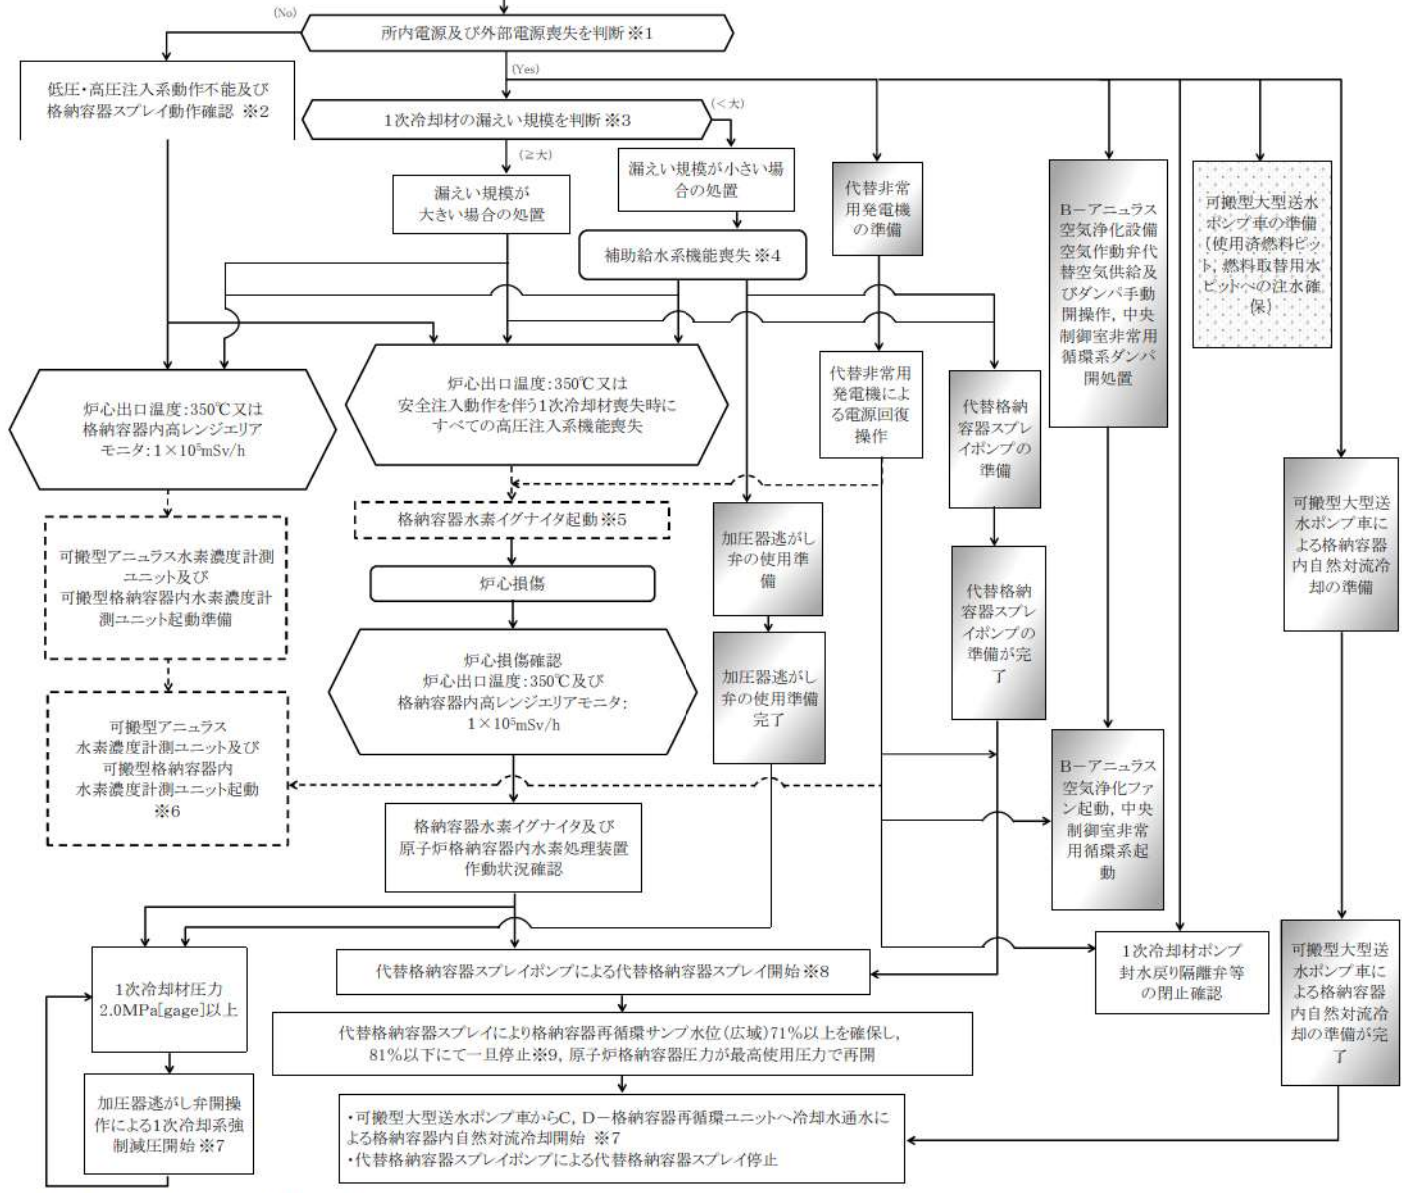 (No)
所内電源及び外部電源喪失を判断※1
(Yes)
低圧・高圧注入系動作不能及び
格納容器スプレイ動作確認 ※2
1次冷却材の漏えい規模を判断※3
(<大)
(≧大)
漏えい規模が
大きい場合の処置
漏えい規模が小さい場
合の処置
補助給水系機能喪失※4
代替非常
用発電機
の準備
B-アニュラス
空気浄化設備
空気作動弁代
替空気供給及
びダンパ手動
開操作，中央
制御室非常用
循環系ダンパ
開処置
可搬型大型送水
ポンプ車の準備
(使用済燃料ピッ
ト，燃料取替用水
ピットへの注水確
保)
炉心出口温度:350℃又は
格納容器内高レンジエリア
モニタ:1×10⁵mSv/h
炉心出口温度:350℃又は
安全注入動作を伴う1次冷却材喪失時に
すべての高圧注入系機能喪失
代替非常用
発電機によ
る電源回復
操作
代替格納
容器スプレ
イポンプの
準備
可搬型大型送
水ポンプ車に
よる格納容器
内自然対流冷
却の準備
可搬型アニュラス水素濃度計測
ユニット及び
可搬型格納容器内水素濃度計
測ユニット起動準備
格納容器水素イグナイタ起動※5
炉心損傷
加圧器逃がし
弁の使用準
備
代替格納
容器スプレ
イポンプの
準備が完
了
炉心損傷確認
炉心出口温度:350℃及び
格納容器内高レンジエリアモニタ:
1×10⁵mSv/h
加圧器逃がし
弁の使用準備
完了
可搬型アニュラス
水素濃度計測ユニット及び
可搬型格納容器内
水素濃度計測ユニット起動
※6
B-アニュラス
空気浄化ファ
ン起動，中央
制御室非常
用循環系起
動
格納容器水素イグナイタ及び
原子炉格納容器内水素処理装置
作動状況確認
1次冷却材圧力
2.0MPa[gage]以上
代替格納容器スプレイポンプによる代替格納容器スプレイ開始※8
1次冷却材ポンプ
封水戻り隔離弁等
の閉止確認
可搬型大型送
水ポンプ車に
よる格納容器
内自然対流冷
却の準備が完
了
代替格納容器スプレイにより格納容器再循環サンプ水位(広域)71%以上を確保し，
81%以下にて一旦停止※9，原子炉格納容器圧力が最高使用圧力で再開
加圧器逃がし弁開操
作による1次冷却系強
制減圧開始 ※7
・可搬型大型送水ポンプ車からC，D-格納容器再循環ユニットへ冷却水通水に
よる格納容器内自然対流冷却開始 ※7
・代替格納容器スプレイポンプによる代替格納容器スプレイ停止